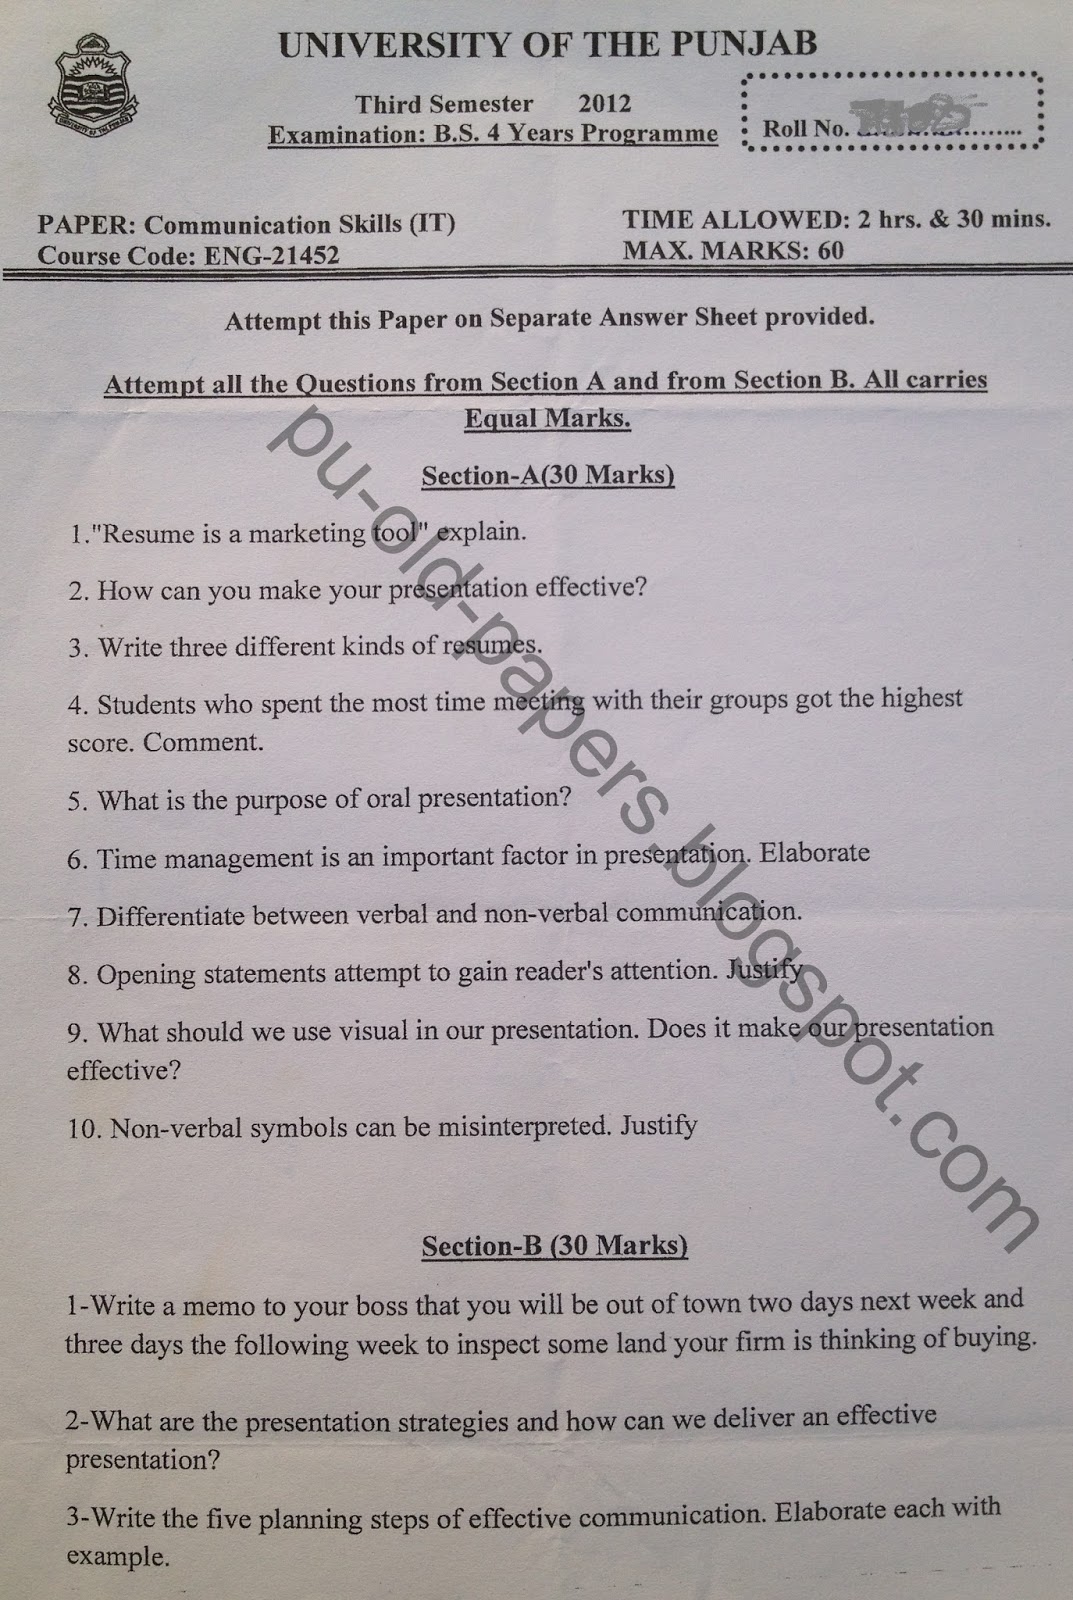 UNIVERSITY OF THE PUNJAB
Third Semester 2012
Examination: B.S. 4 Years Programme
Roll No.
PAPER: Communication Skills (IT)
Course Code: ENG-21452
TIME ALLOWED: 2 hrs. & 30 mins.
MAX. MARKS: 60
Attempt this Paper on Separate Answer Sheet provided.
Attempt all the Questions from Section A and from Section B. All carries
Equal Marks.
Section-A(30 Marks)
1."Resume is a marketing tool" explain.
2. How can you make your presentation effective?
3. Write three different kinds of resumes.
4. Students who spent the most time meeting with their groups got the highest
score. Comment.
5. What is the purpose of oral presentation?
6. Time management is an important factor in presentation. Elaborate
7. Differentiate between verbal and non-verbal communication.
8. Opening statements attempt to gain reader's attention. Justify
9. What should we use visual in our presentation. Does it make our presentation
effective?
10. Non-verbal symbols can be misinterpreted. Justify
Section-B (30 Marks)
1-Write a memo to your boss that you will be out of town two days next week and
three days the following week to inspect some land your firm is thinking of buying.
2-What are the presentation strategies and how can we deliver an effective
presentation?
3-Write the five planning steps of effective communication. Elaborate each with
example.
pu-old-papers.blogspot.com